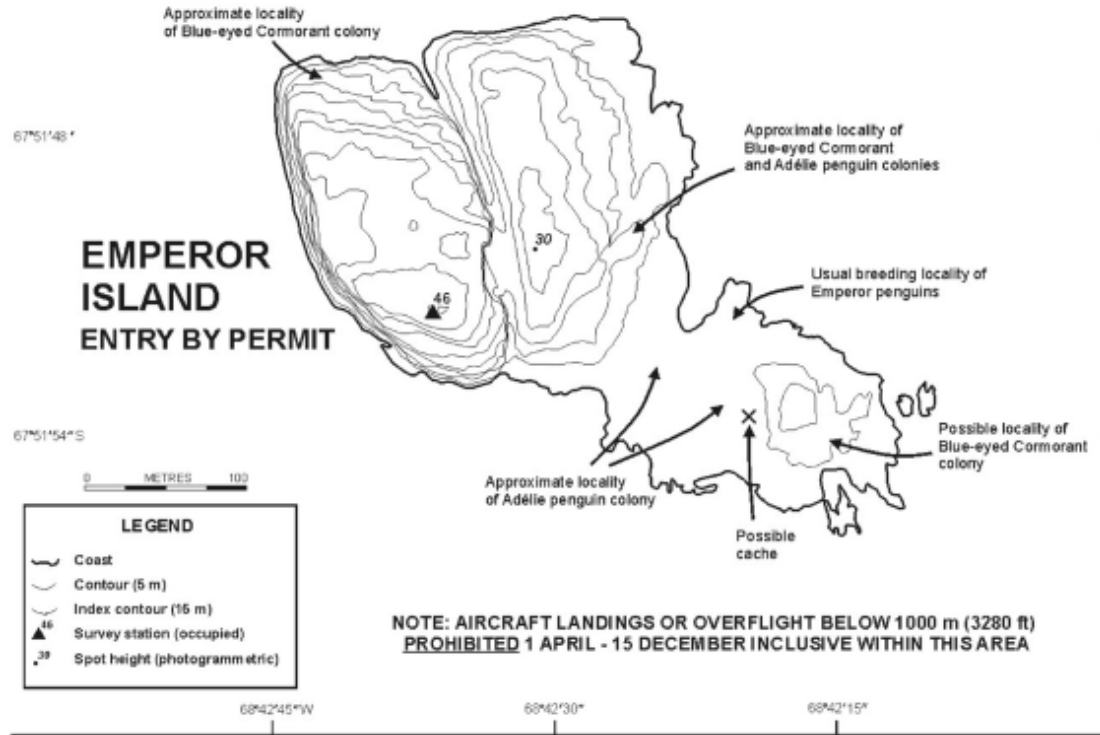 Approximate locality
of Blue-eyed Cormorant colony
67°51'48"
Approximate locality of
Blue-eyed Cormorant
and Adélie penguin colonies
30
EMPEROR
ISLAND
ENTRY BY PERMIT
Usual breeding locality of
Emperor penguins
46
67°51'54"S
Possible locality of
Blue-eyed Cormorant
colony
0 METRES 100
Approximate locality
of Adélie penguin colony
Possible
cache
LEGEND
Coast
Contour (5 m)
Index contour (15 m)
46 Survey station (occupied)
30 Spot height (photogrammetric)
NOTE: AIRCRAFT LANDINGS OR OVERFLIGHT BELOW 1000 m (3280 ft)
PROHIBITED 1 APRIL - 15 DECEMBER INCLUSIVE WITHIN THIS AREA
68°42'45"W
68°42'30"
68°42'15"